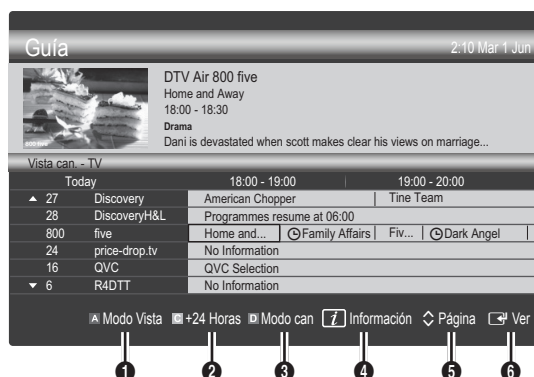 Guía 2:10 Mar 1 Jun
DTV Air 800 five
Home and Away
18:00 - 18:30
Drama
Dani is devastated when scott makes clear his views on marriage...
800 five
Vista can. - TV
Today 18:00 - 19:00 19:00 - 20:00
▲ 27 Discovery American Chopper Tine Team
28 DiscoveryH&L Programmes resume at 06:00
800 five Home and... Family Affairs Fiv... Dark Angel
24 price-drop.tv No Information
16 QVC QVC Selection
▼ 6 R4DTT No Information
A Modo Vista C +24 Horas D Modo can i Información Página Ver
1 2 3 4 5 6